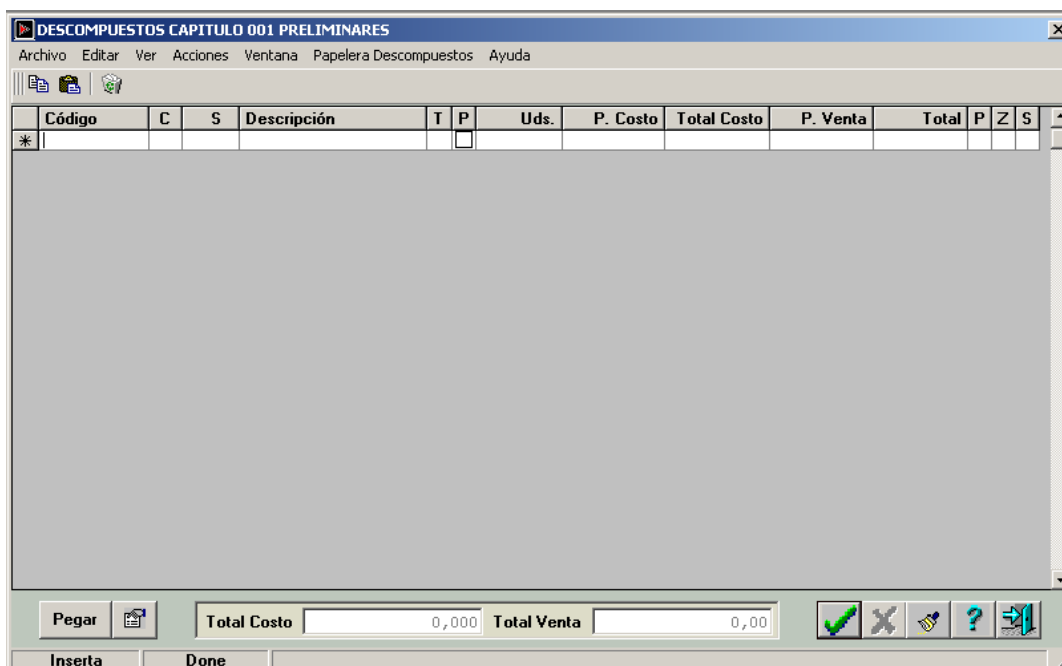 DESCOMPUESTOS CAPITULO 001 PRELIMINARES
Archivo Editar Ver Acciones Ventana Papelera Descompuestos Ayuda
Código C S Descripción T P Uds. P. Costo Total Costo P. Venta Total P Z S
Pegar Total Costo 0,000 Total Venta 0,00
Inserta Done